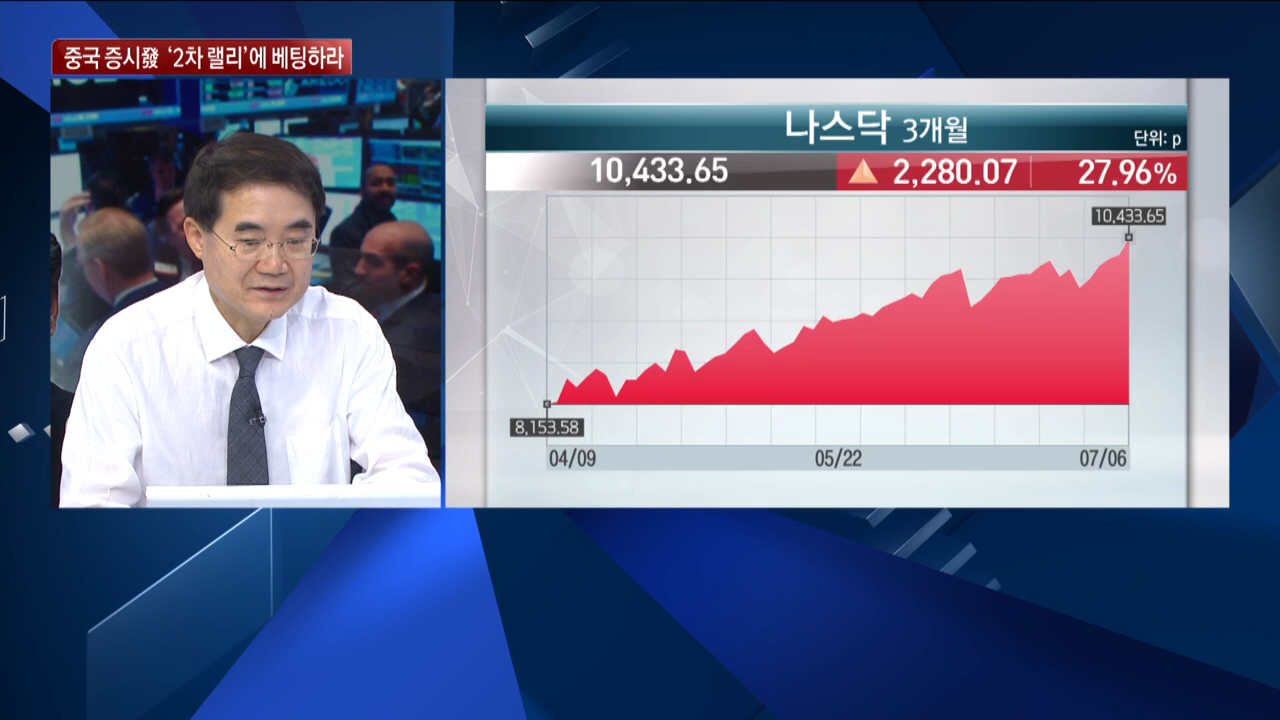 중국 증시發 '2차 랠리'에 베팅하라
나스닥 3개월
단위: p
10,433.65 ▲ 2,280.07 27.96%
10,433.65
8,153.58
04/09 05/22 07/06